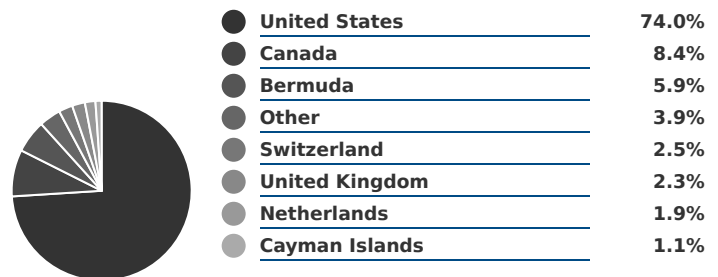 United States 74.0%
Canada 8.4%
Bermuda 5.9%
Other 3.9%
Switzerland 2.5%
United Kingdom 2.3%
Netherlands 1.9%
Cayman Islands 1.1%